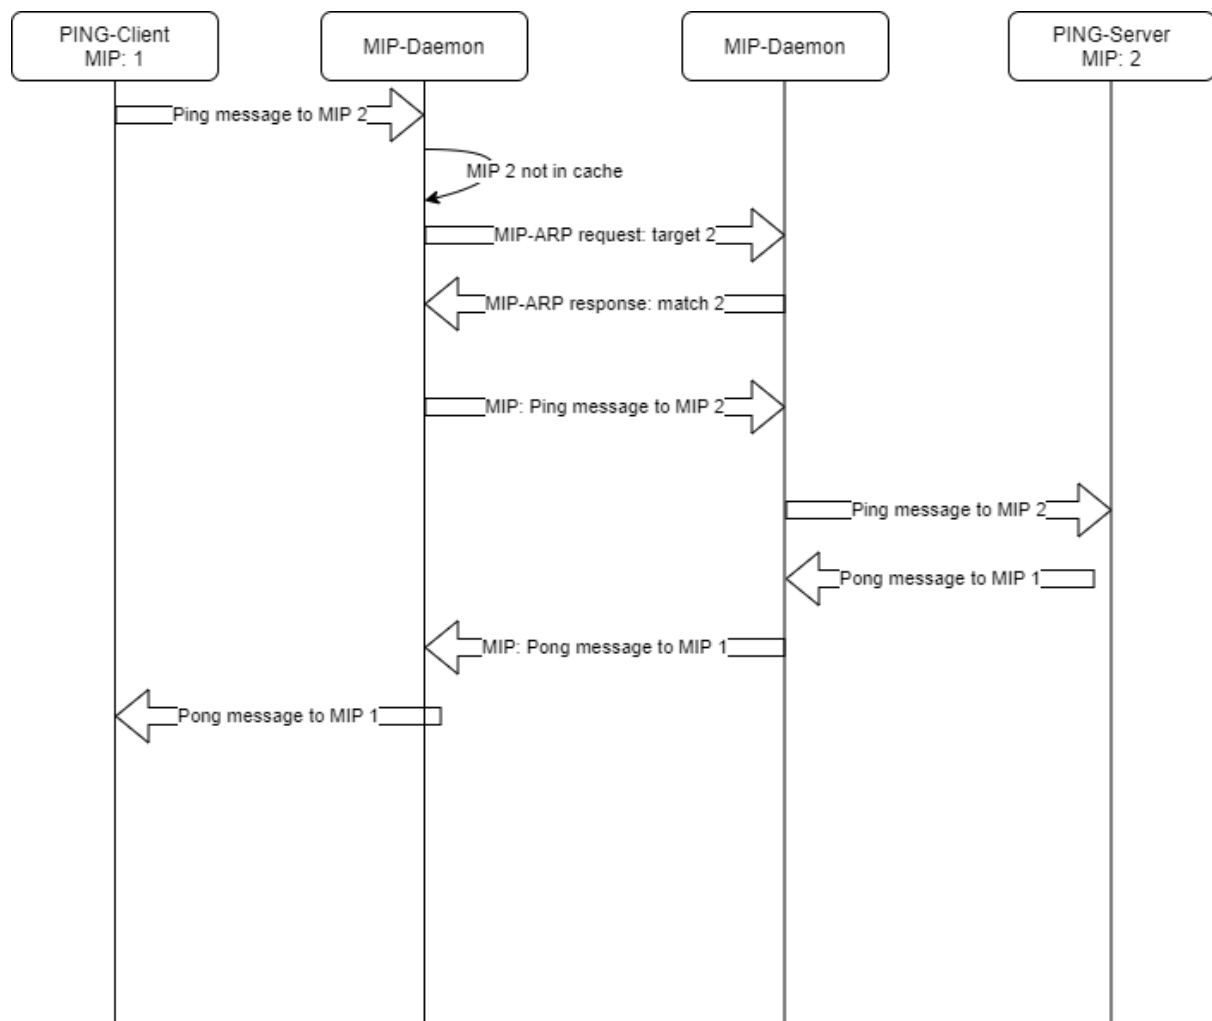 PING-Client
MIP: 1
MIP-Daemon
MIP-Daemon
PING-Server
MIP: 2
Ping message to MIP 2
MIP 2 not in cache
MIP-ARP request: target 2
MIP-ARP response: match 2
MIP: Ping message to MIP 2
Ping message to MIP 2
Pong message to MIP 1
MIP: Pong message to MIP 1
Pong message to MIP 1